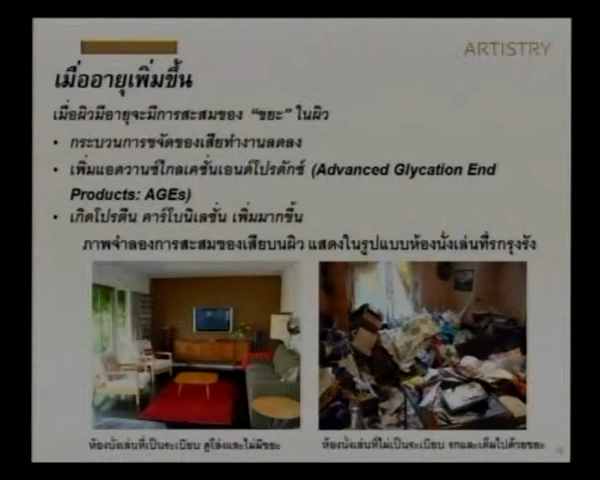 ARTISTRY
เมื่ออายุเพิ่มขึ้น
เมื่อผิวมีอายุจะมีการสะสมของ “ขยะ” ในผิว
• กระบวนการขจัดของเสียทำงานลดลง
• เพิ่มแอดวานซ์ไกลเคชั่นเอนด์โปรดักซ์ (Advanced Glycation End
Products: AGEs)
• เกิดโปรตีน คาร์โบนิเลชั่น เพิ่มมากขึ้น
ภาพจำลองการสะสมของเสียบนผิว แสดงในรูปแบบห้องนั่งเล่นที่รกรุงรัง
ห้องนั่งเล่นที่เป็นระเบียบ ดูโล่งและไม่มีขยะ
ห้องนั่งเล่นที่ไม่เป็นระเบียบ รกและเต็มไปด้วยขยะ